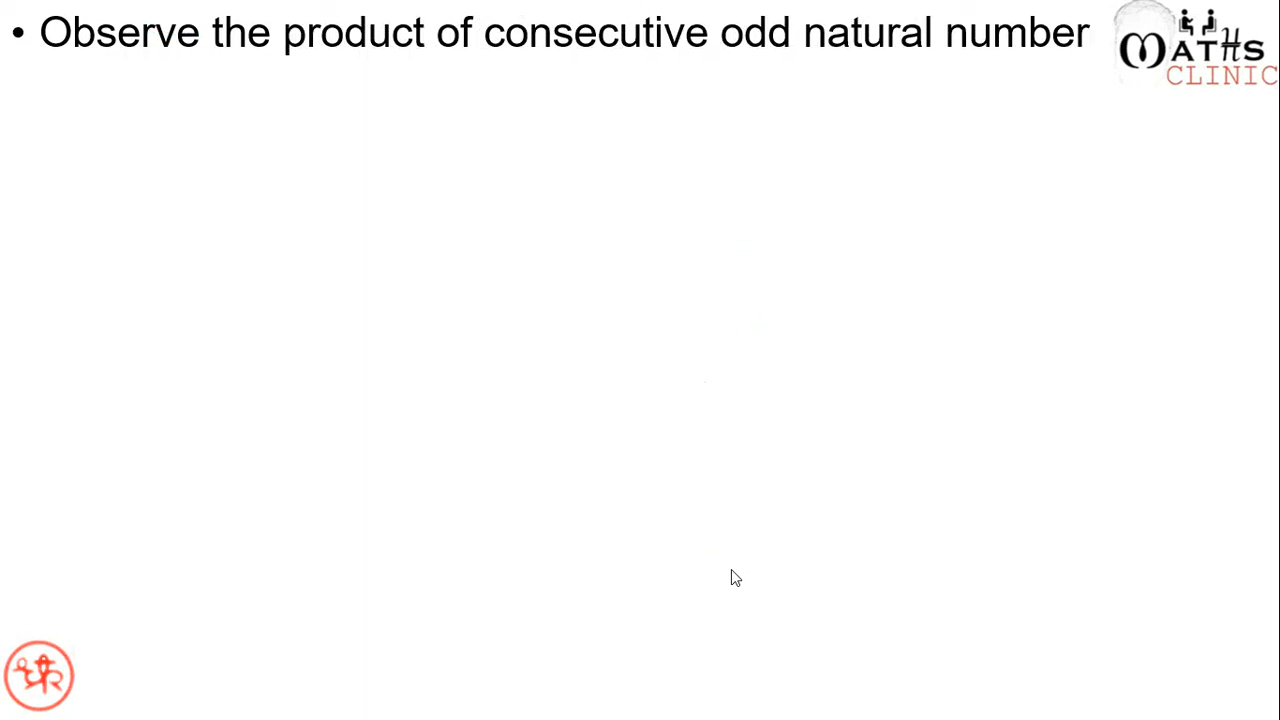 • Observe the product of consecutive odd natural number
MATHS
CLINIC